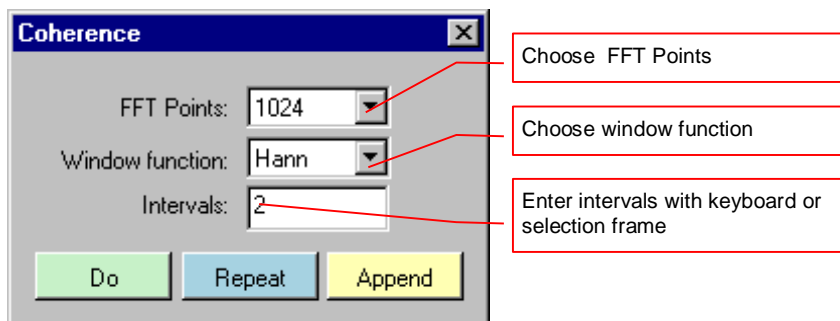 Coherence
Choose FFT Points
FFT Points: 1024
Choose window function
Window function: Hann
Intervals: 2
Enter intervals with keyboard or
selection frame
Do Repeat Append